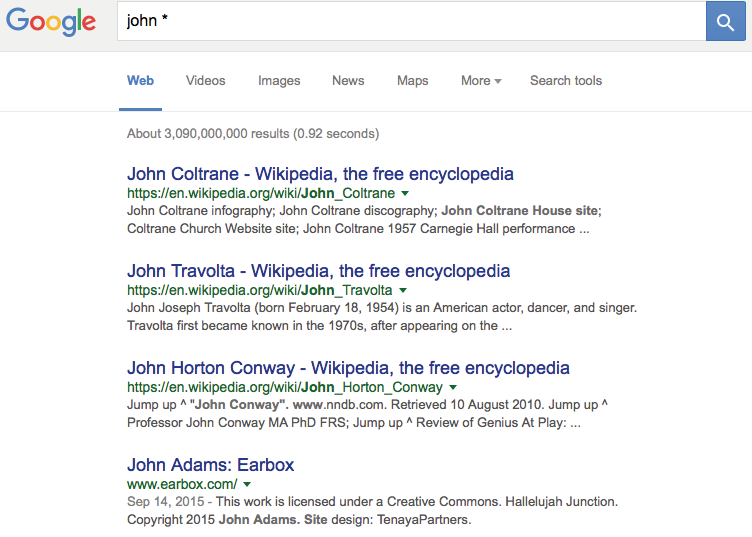 Google
john *
Web Videos Images News Maps More Search tools
About 3,090,000,000 results (0.92 seconds)
John Coltrane - Wikipedia, the free encyclopedia
https://en.wikipedia.org/wiki/John_Coltrane
John Coltrane infography; John Coltrane discography; John Coltrane House site;
Coltrane Church Website site; John Coltrane 1957 Carnegie Hall performance ...
John Travolta - Wikipedia, the free encyclopedia
https://en.wikipedia.org/wiki/John_Travolta
John Joseph Travolta (born February 18, 1954) is an American actor, dancer, and singer.
Travolta first became known in the 1970s, after appearing on the ...
John Horton Conway - Wikipedia, the free encyclopedia
https://en.wikipedia.org/wiki/John_Horton_Conway
Jump up ^ "John Conway". www.nndb.com. Retrieved 10 August 2010. Jump up ^
Professor John Conway MA PhD FRS; Jump up ^ Review of Genius At Play: ...
John Adams: Earbox
www.earbox.com/
Sep 14, 2015 - This work is licensed under a Creative Commons. Hallelujah Junction.
Copyright 2015 John Adams. Site design: TenayaPartners.